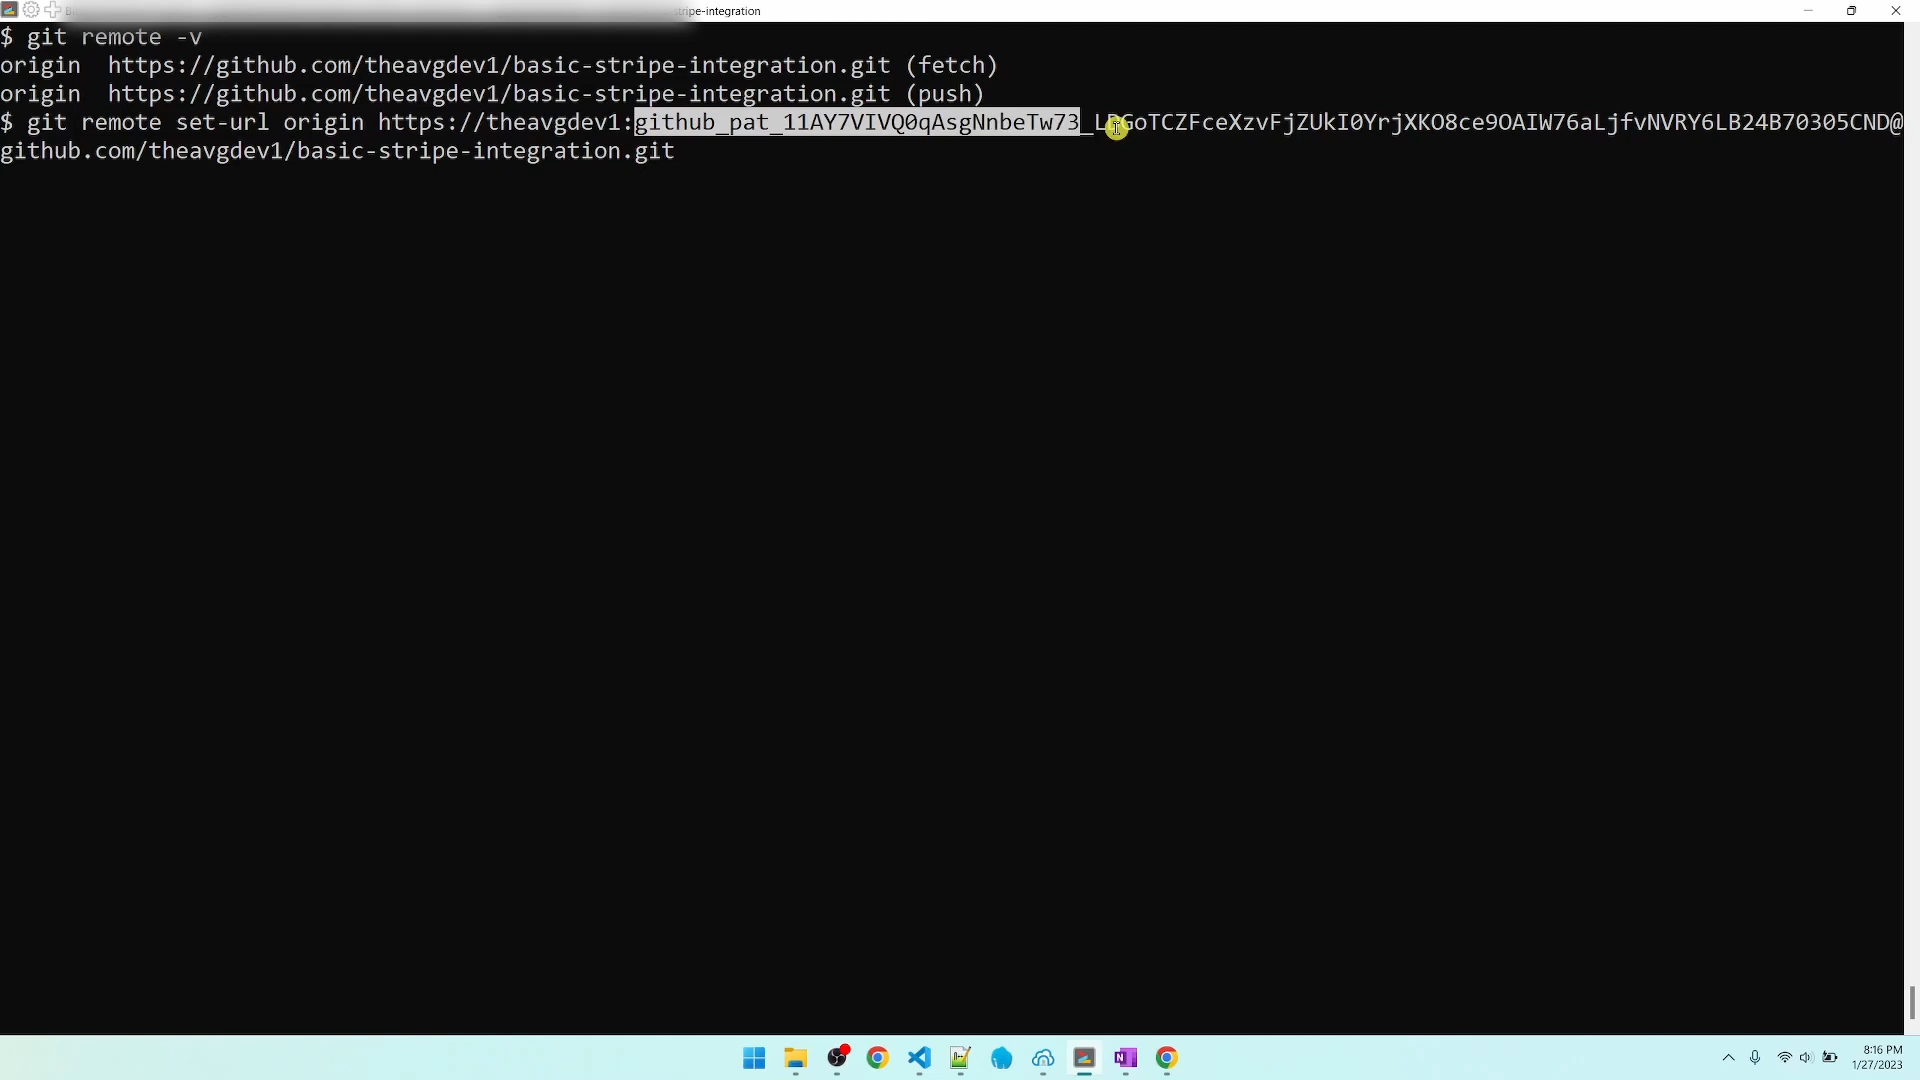 stripe-integration
$ git remote -v
origin https://github.com/theavgdev1/basic-stripe-integration.git (fetch)
origin https://github.com/theavgdev1/basic-stripe-integration.git (push)
$ git remote set-url origin
github.com/theavgdev1/basic-stripe-integration.git
8:16 PM
1/27/2023